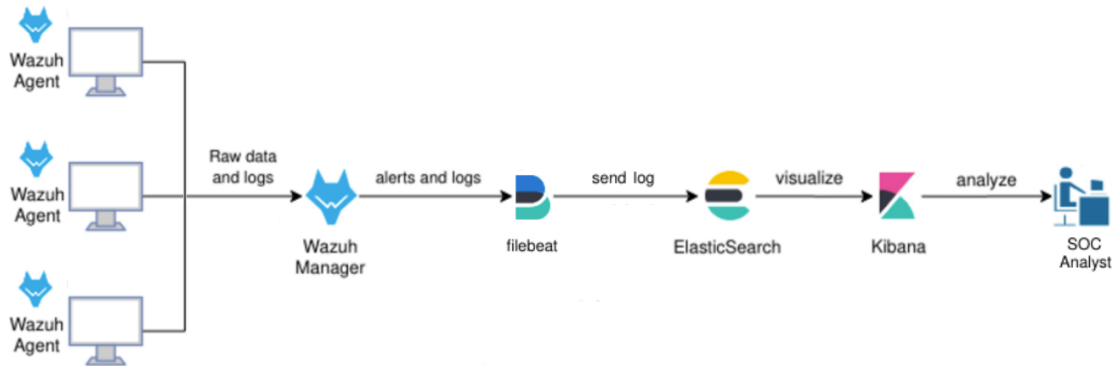 Wazuh
Agent
Wazuh
Agent
Wazuh
Agent
Raw data
and logs
Wazuh
Manager
alerts and logs
filebeat
send log
ElasticSearch
visualize
Kibana
analyze
SOC
Analyst